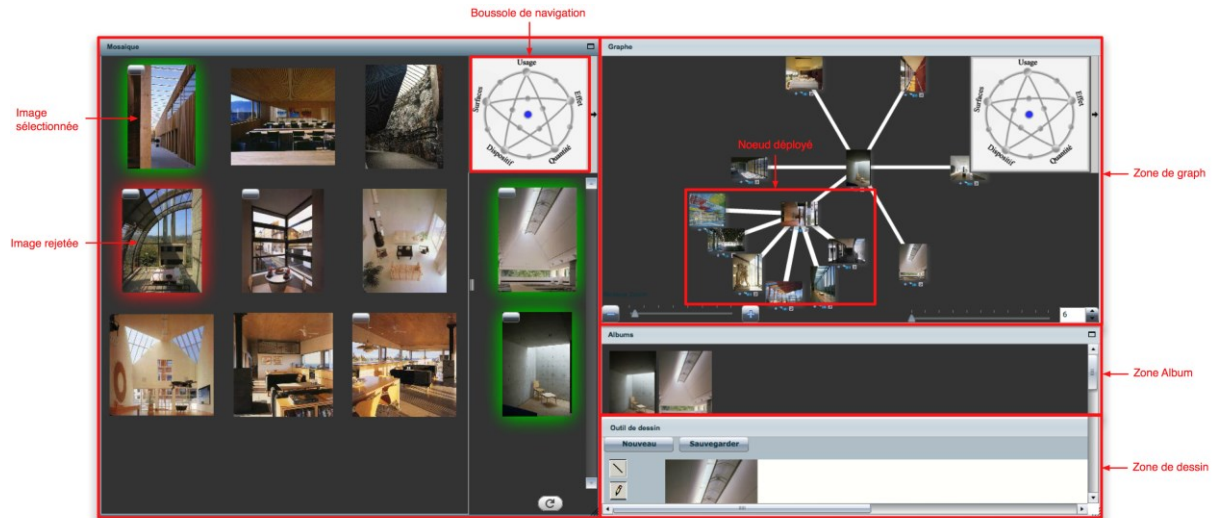 Boussole de navigation
Mosaique
Graphe
Usage
Effet
Quantité
Dispositif
Surfaces
Usage
Effet
Quantité
Dispositif
Surfaces
Image
sélectionnée
Noeud déployé
Zone de graph
Image rejetée
6
Albums
Zone Album
Outil de dessin
Nouveau
Sauvegarder
Zone de dessin